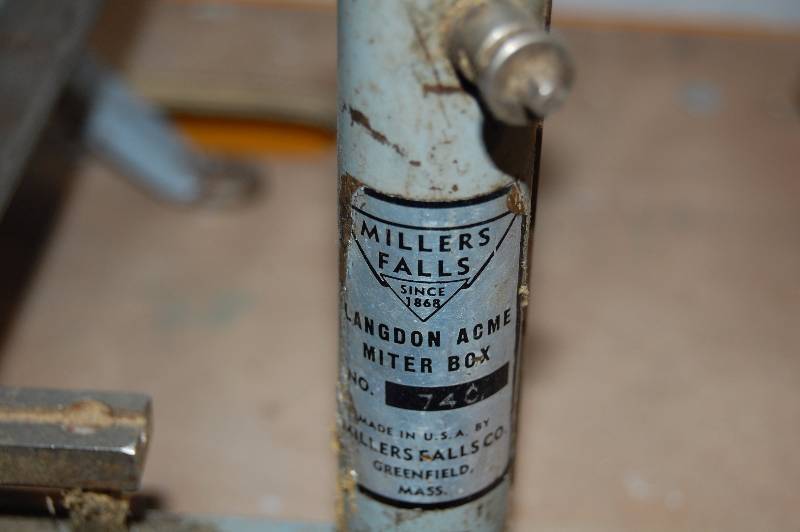 MILLERS
FALLS
SINCE
1868
LANGDON ACME
MITER BOX
NO. 74C
MADE IN U.S.A. BY
MILLERS FALLS CO.
GREENFIELD,
MASS.